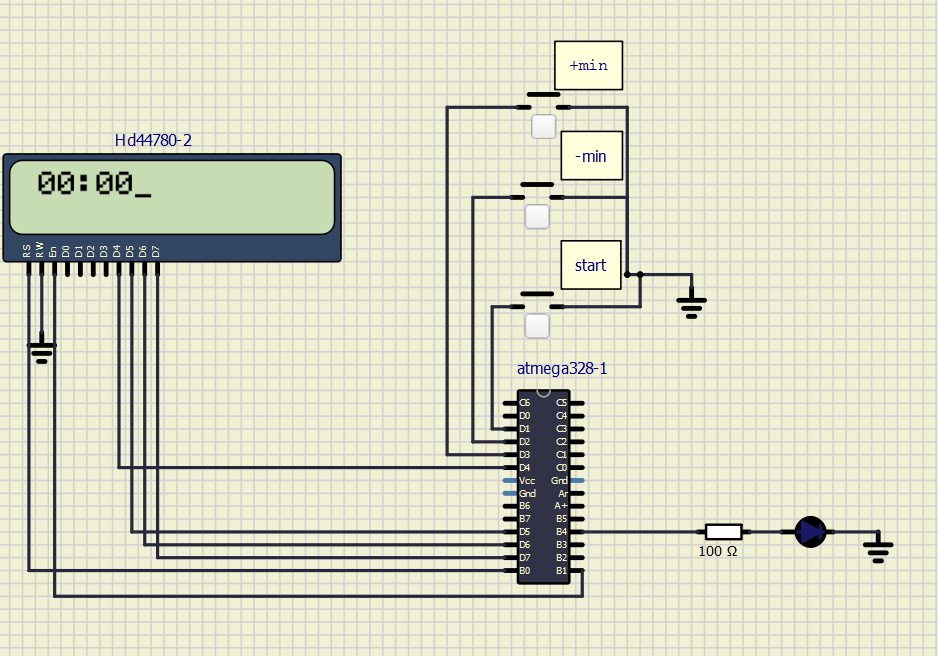 +min
Hd44780-2
00:00_
-min
RS RW En D0 D1 D2 D3 D4 D5 D6 D7
start
atmega328-1
C6 C5
D0 C4
D1 C3
D2 C2
D3 C1
D4 C0
Vcc Gnd
Gnd Ar
B6 A+
B7 B5
D5 B4
D6 B3
D7 B2
B0 B1
100 Ω